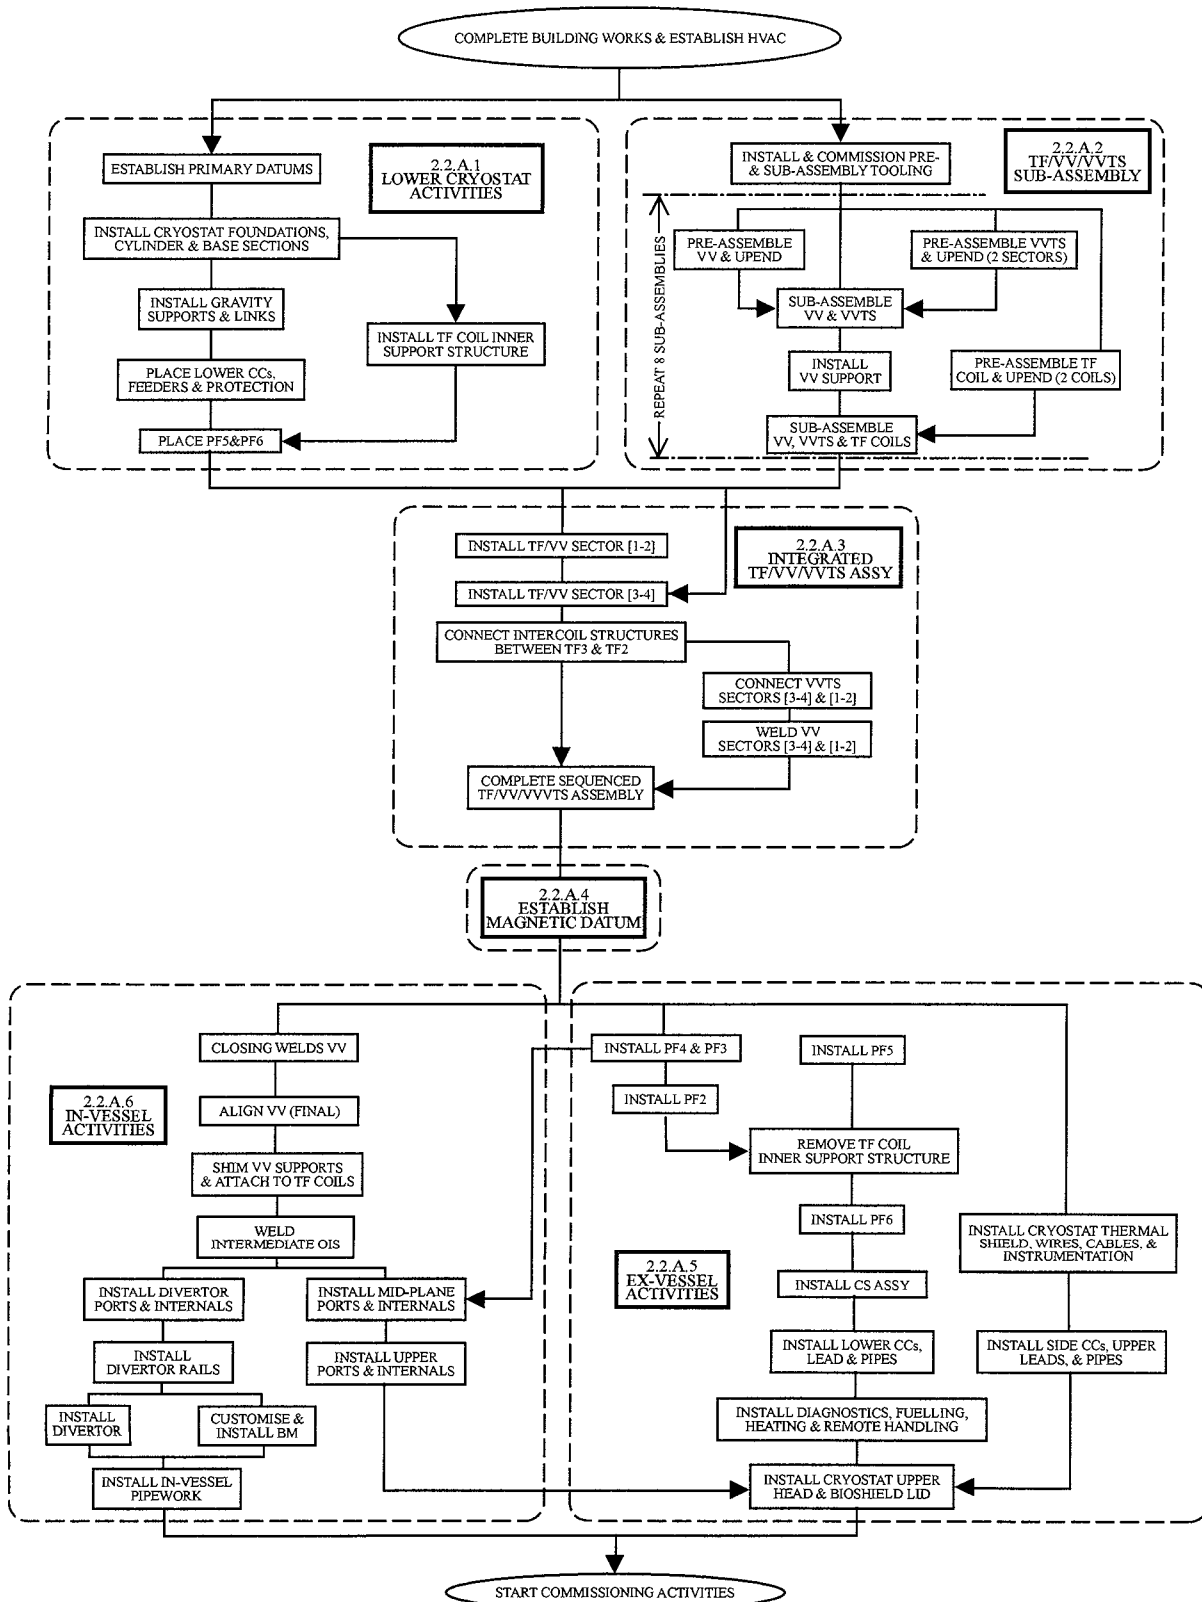 COMPLETE BUILDING WORKS & ESTABLISH HVAC
ESTABLISH PRIMARY DATUMS
2.2.A.1
LOWER CRYOSTAT
ACTIVITIES
INSTALL CRYOSTAT FOUNDATIONS,
CYLINDER & BASE SECTIONS
INSTALL GRAVITY
SUPPORTS & LINKS
INSTALL TF COIL INNER
SUPPORT STRUCTURE
PLACE LOWER CCs,
FEEDERS & PROTECTION
PLACE PF5&PF6
INSTALL & COMMISSION PRE-
& SUB-ASSEMBLY TOOLING
2.2.A.2
TF/VV/VVTS
SUB-ASSEMBLY
REPEAT 8 SUB-ASSEMBLIES
PRE-ASSEMBLE
VV & UPEND
PRE-ASSEMBLE VVTS
& UPEND (2 SECTORS)
SUB-ASSEMBLE
VV & VVTS
INSTALL
VV SUPPORT
PRE-ASSEMBLE TF
COIL & UPEND (2 COILS)
SUB-ASSEMBLE
VV, VVTS & TF COILS
INSTALL TF/VV SECTOR [1-2]
2.2.A.3
INTEGRATED
TF/VV/VVTS ASSY
INSTALL TF/VV SECTOR [3-4]
CONNECT INTERCOIL STRUCTURES
BETWEEN TF3 & TF2
CONNECT VVTS
SECTORS [3-4] & [1-2]
WELD VV
SECTORS [3-4] & [1-2]
COMPLETE SEQUENCED
TF/VV/VVVTS ASSEMBLY
2.2.A.4
ESTABLISH
MAGNETIC DATUM
CLOSING WELDS VV
2.2.A.6
IN-VESSEL
ACTIVITIES
ALIGN VV (FINAL)
SHIM VV SUPPORTS
& ATTACH TO TF COILS
WELD
INTERMEDIATE OIS
INSTALL DIVERTOR
PORTS & INTERNALS
INSTALL MID-PLANE
PORTS & INTERNALS
INSTALL
DIVERTOR RAILS
INSTALL UPPER
PORTS & INTERNALS
INSTALL
DIVERTOR
CUSTOMISE &
INSTALL BM
INSTALL IN-VESSEL
PIPEWORK
INSTALL PF4 & PF3
INSTALL PF5
INSTALL PF2
REMOVE TF COIL
INNER SUPPORT STRUCTURE
INSTALL PF6
INSTALL CRYOSTAT THERMAL
SHIELD, WIRES, CABLES, &
INSTRUMENTATION
2.2.A.5
EX-VESSEL
ACTIVITIES
INSTALL CS ASSY
INSTALL LOWER CCs,
LEAD & PIPES
INSTALL SIDE CCs, UPPER
LEADS, & PIPES
INSTALL DIAGNOSTICS, FUELLING,
HEATING & REMOTE HANDLING
INSTALL CRYOSTAT UPPER
HEAD & BIOSHIELD LID
START COMMISSIONING ACTIVITIES